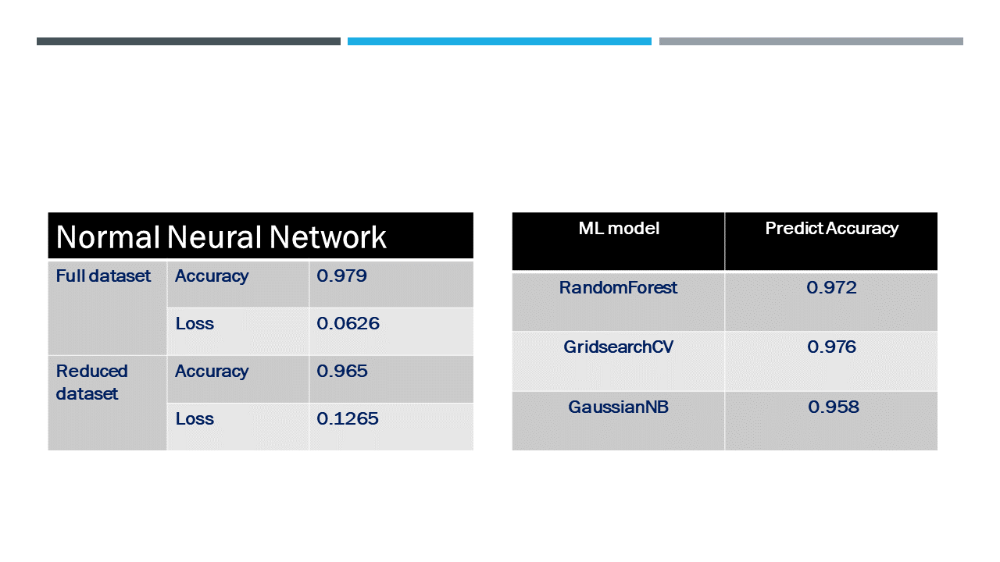 Normal Neural Network
Full dataset Accuracy 0.979
Loss 0.0626
Reduced dataset Accuracy 0.965
Loss 0.1265
ML model Predict Accuracy
RandomForest 0.972
GridsearchCV 0.976
GaussianNB 0.958